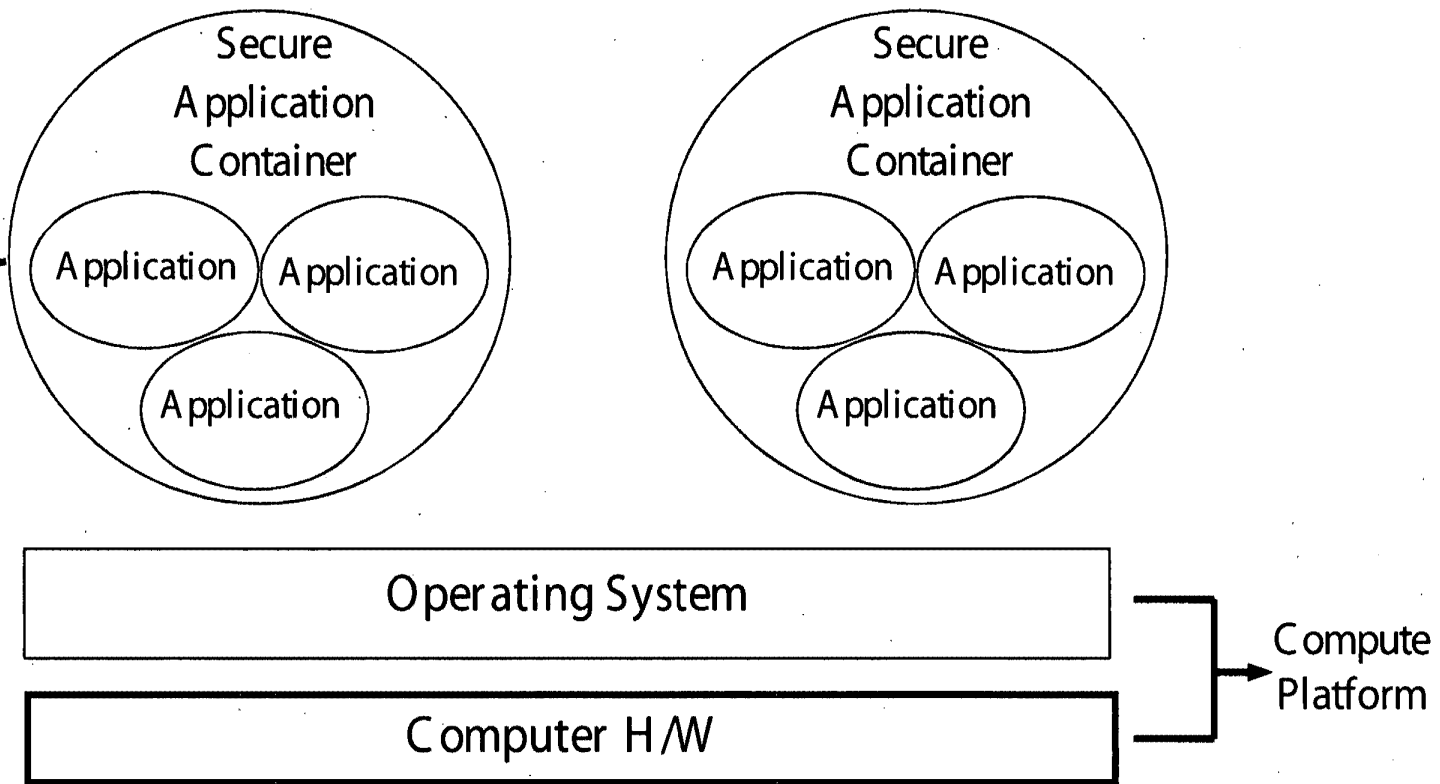 Secure
Application
Container
Application
Application
Application
Secure
Application
Container
Application
Application
Application
Operating System
Computer H/W
Compute
Platform